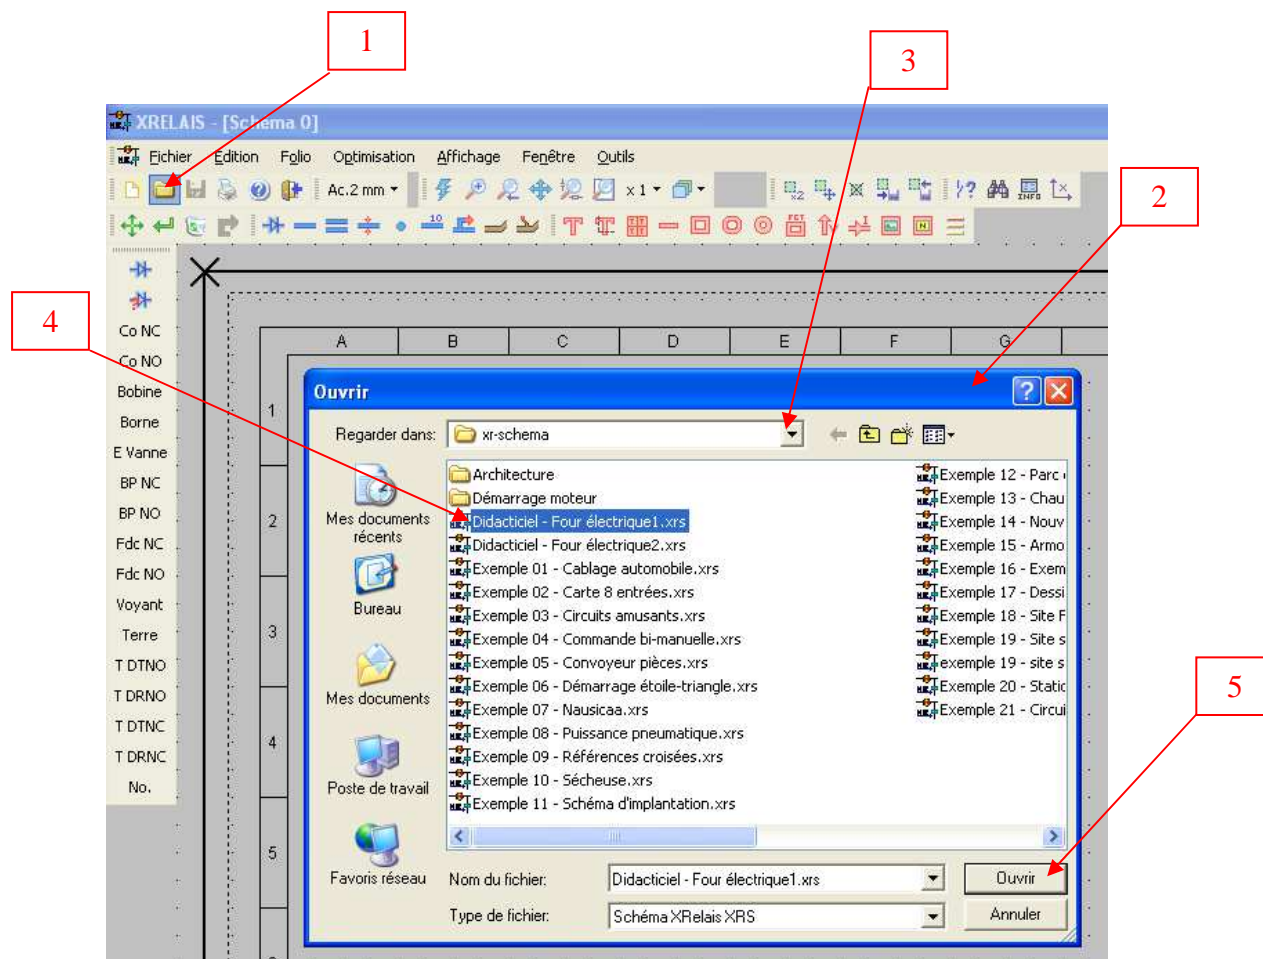 1
3
XRELAIS - [Schema 0]
Fichier Edition Folio Optimisation Affichage Fenêtre Outils
Ac.2 mm x 1 x2 ? INFO
2
10 FCT N
4
Co NC
Co NO
Bobine
Borne
E Vanne
BP NC
BP NO
Fdc NC
Fdc NO
Voyant
Terre
T DTNO
T DRNO
T DTNC
T DRNC
No.
A B C D E F G
1
2
3
4
5
Ouvrir
Regarder dans: xr-schema
Mes documents récents
Bureau
Mes documents
Poste de travail
Favoris réseau
Architecture
Démarrage moteur
Didacticiel - Four électrique1.xrs
Didacticiel - Four électrique2.xrs
Exemple 01 - Cablage automobile.xrs
Exemple 02 - Carte 8 entrées.xrs
Exemple 03 - Circuits amusants.xrs
Exemple 04 - Commande bi-manuelle.xrs
Exemple 05 - Convoyeur pièces.xrs
Exemple 06 - Démarrage étoile-triangle.xrs
Exemple 07 - Nausicaa.xrs
Exemple 08 - Puissance pneumatique.xrs
Exemple 09 - Références croisées.xrs
Exemple 10 - Sécheuse.xrs
Exemple 11 - Schéma d'implantation.xrs
Exemple 12 - Parc
Exemple 13 - Chau
Exemple 14 - Nouv
Exemple 15 - Armo
Exemple 16 - Exem
Exemple 17 - Dessi
Exemple 18 - Site F
Exemple 19 - Site s
exemple 19 - site s
Exemple 20 - Static
Exemple 21 - Circui
5
Nom du fichier: Didacticiel - Four électrique1.xrs Ouvrir
Type de fichier: Schéma XRelais XRS Annuler